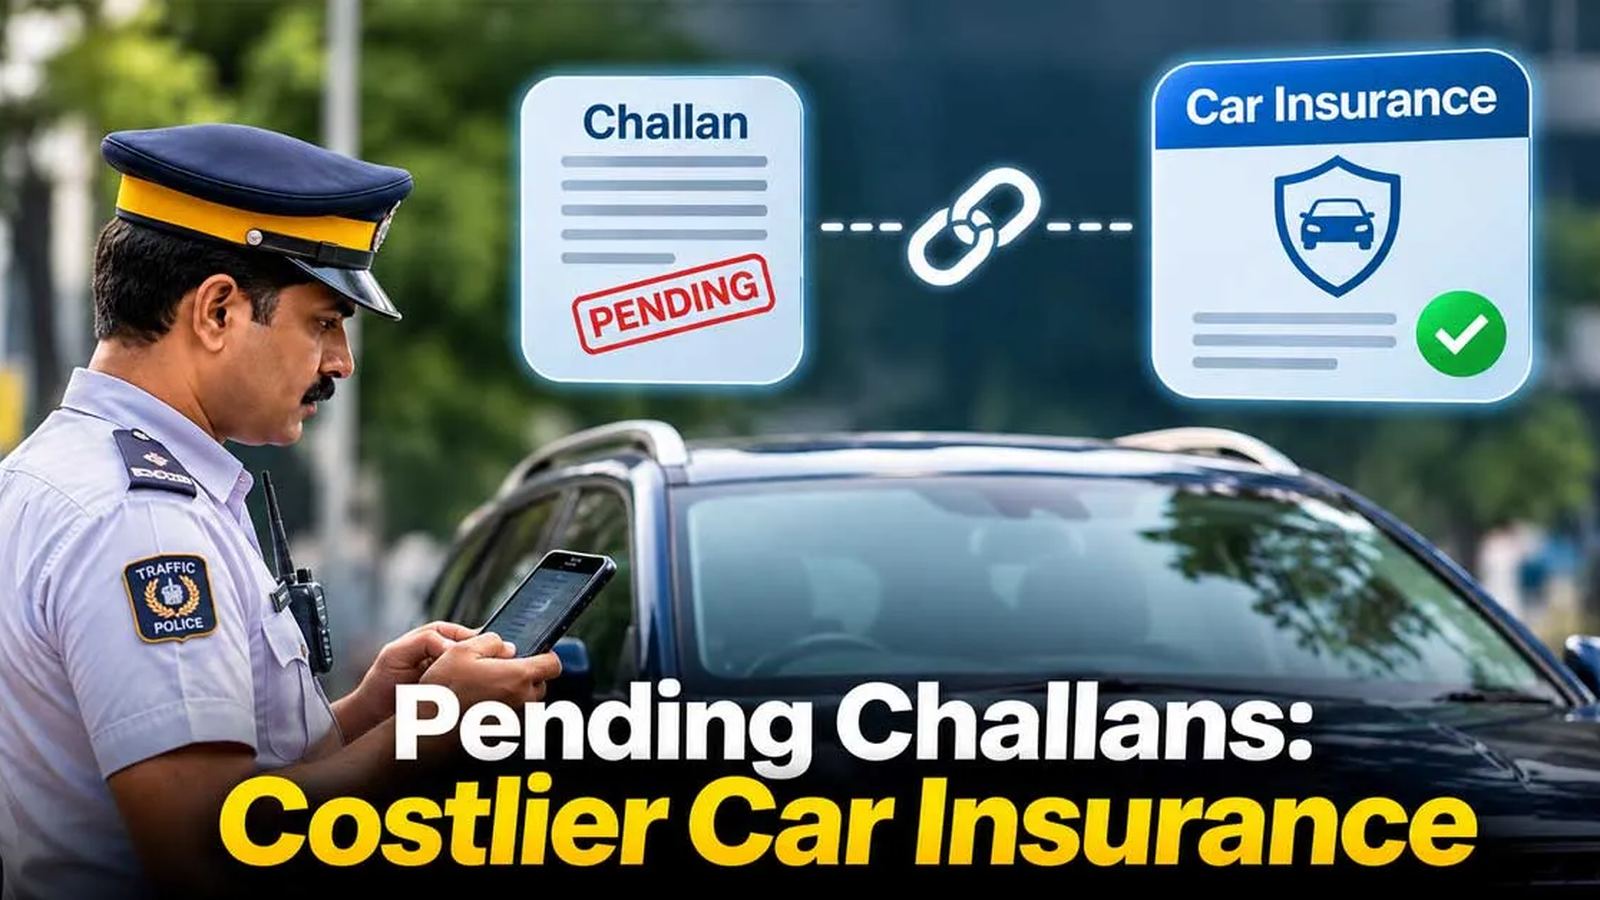 Challan
PENDING
Car Insurance
TRAFFIC
POLICE
Pending Challans:
Costlier Car Insurance